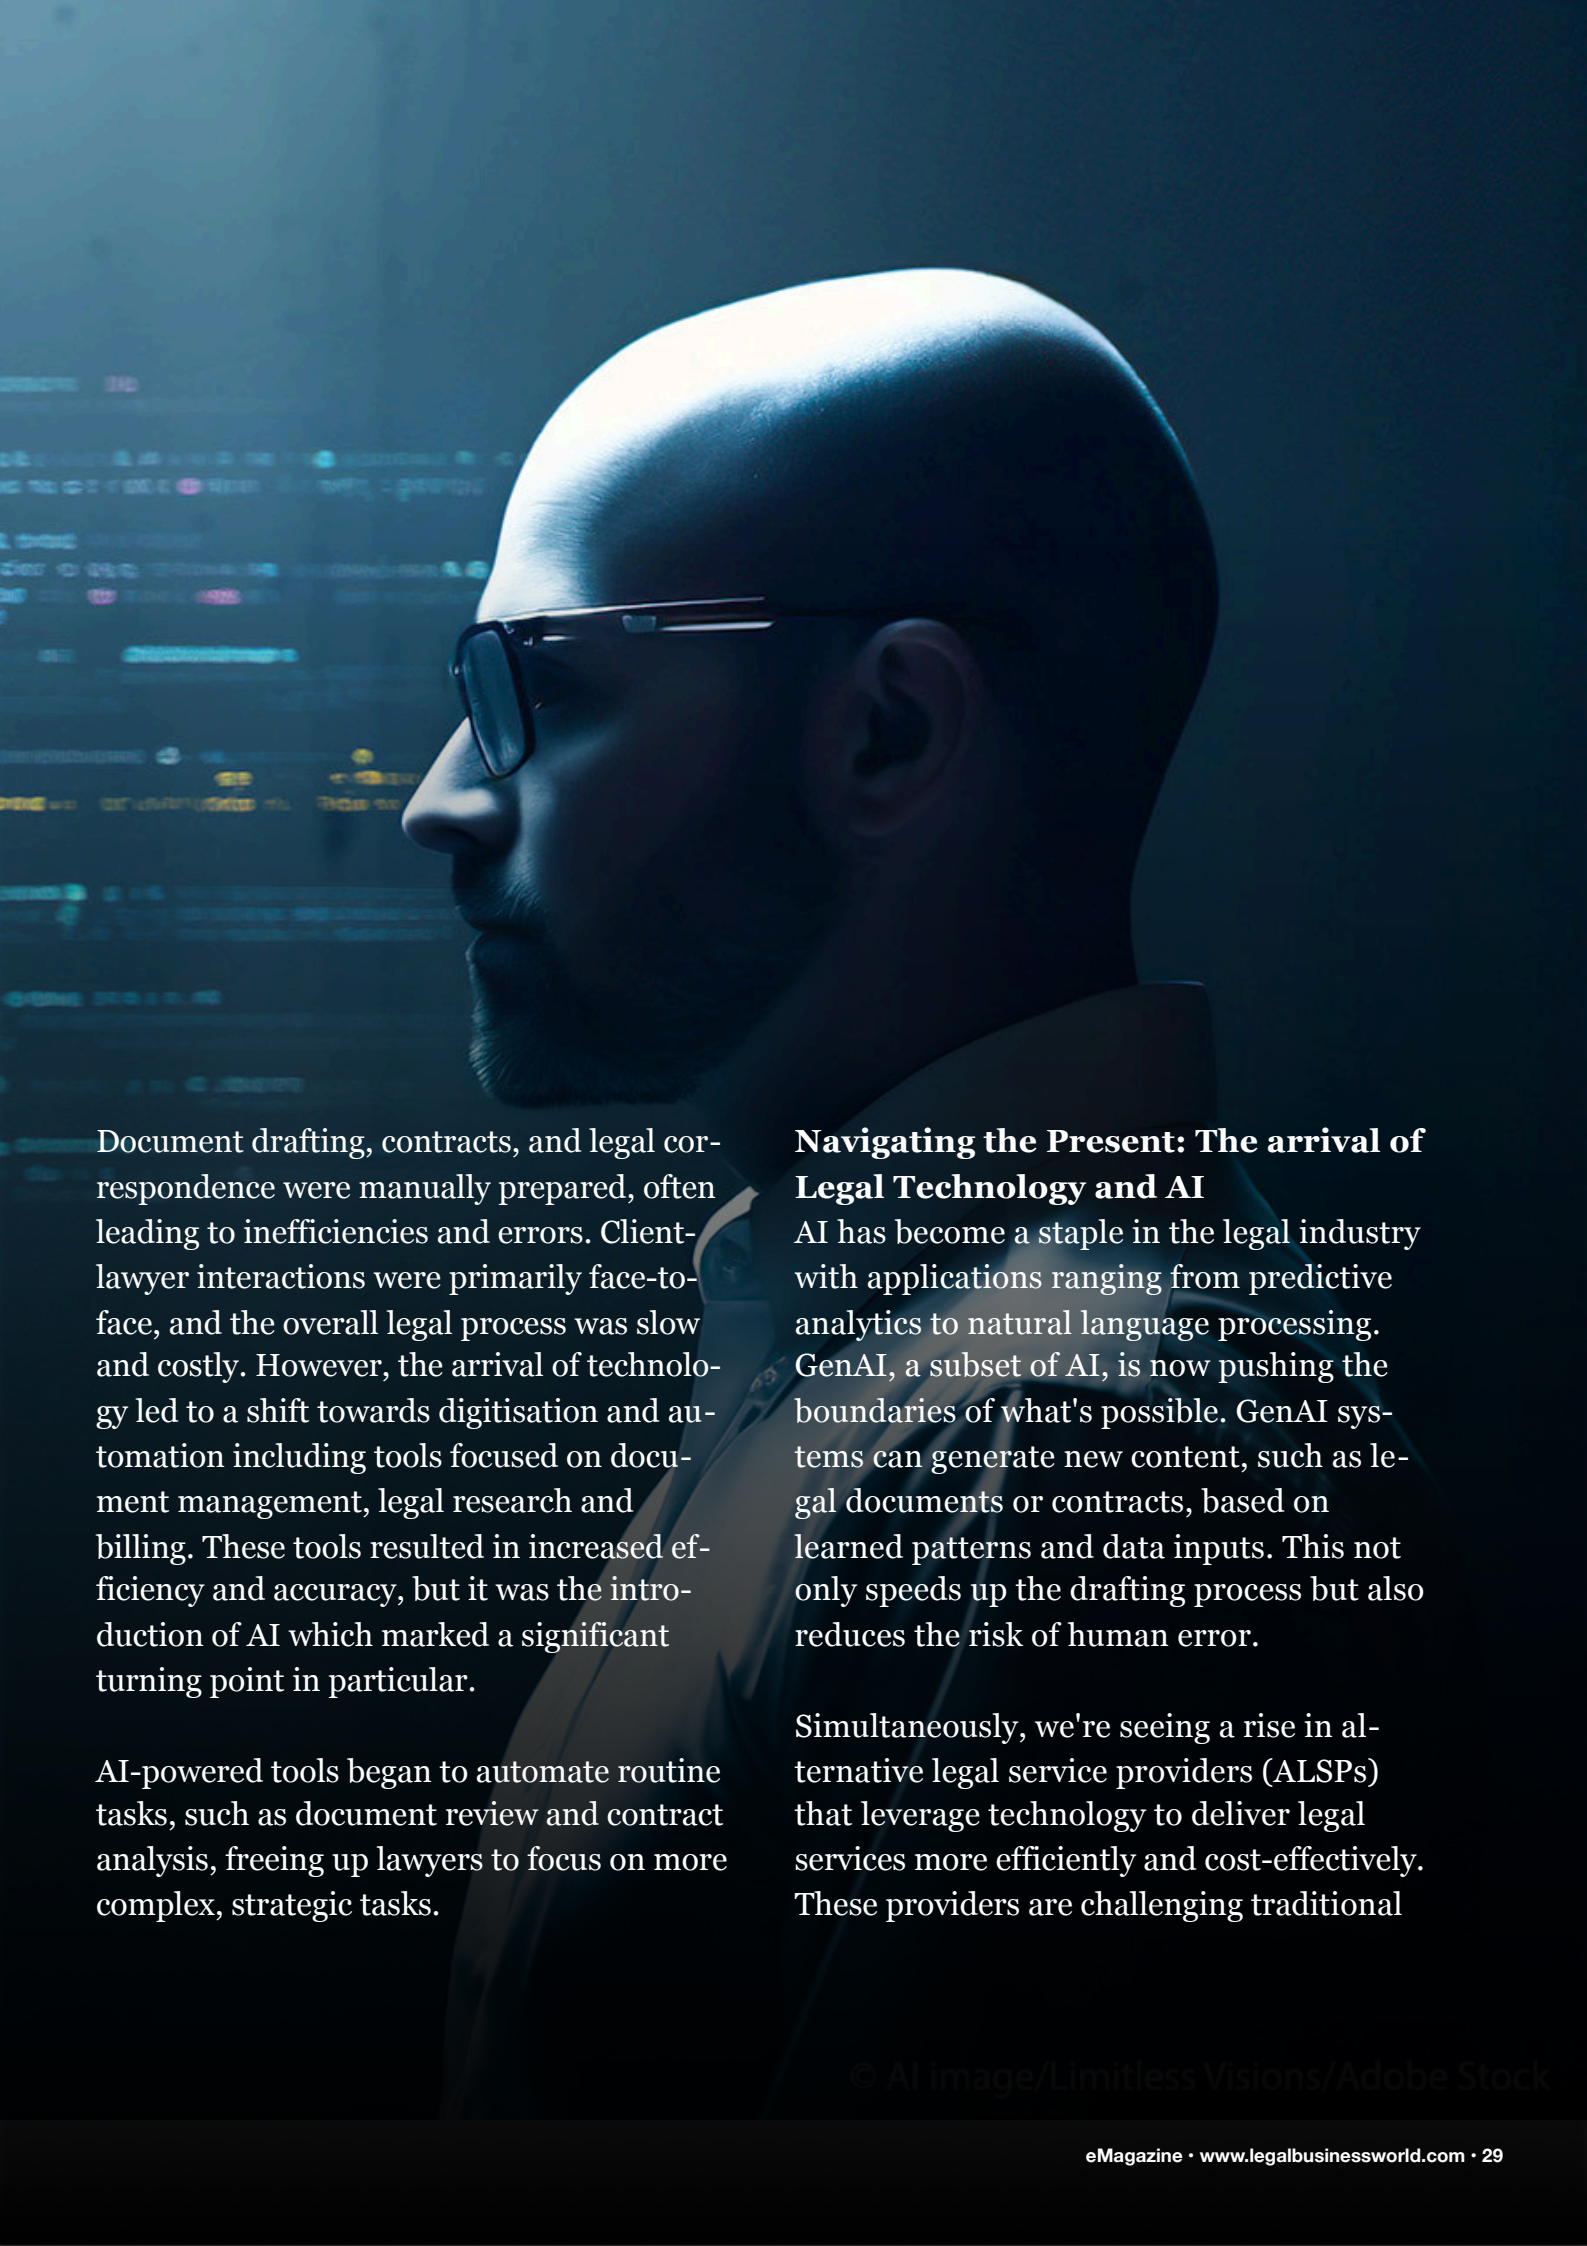 Document drafting, contracts, and legal cor-
respondence were manually prepared, often
leading to inefficiencies and errors. Client-
lawyer interactions were primarily face-to-
face, and the overall legal process was slow
and costly. However, the arrival of technolo-
gy led to a shift towards digitisation and au-
tomation including tools focused on docu-
ment management, legal research and
billing. These tools resulted in increased ef-
ficiency and accuracy, but it was the intro-
duction of AI which marked a significant
turning point in particular.
AI-powered tools began to automate routine
tasks, such as document review and contract
analysis, freeing up lawyers to focus on more
complex, strategic tasks.
Navigating the Present: The arrival of
Legal Technology and AI
AI has become a staple in the legal industry
with applications ranging from predictive
analytics to natural language processing.
GenAI, a subset of AI, is now pushing the
boundaries of what's possible. GenAI sys-
tems can generate new content, such as le-
gal documents or contracts, based on
learned patterns and data inputs. This not
only speeds up the drafting process but also
reduces the risk of human error.
Simultaneously, we're seeing a rise in al-
ternative legal service providers (ALSPs)
that leverage technology to deliver legal
services more efficiently and cost-effectively.
These providers are challenging traditional
© AI image/Limitless Visions/Adobe Stock
eMagazine • www.legalbusinessworld.com • 29